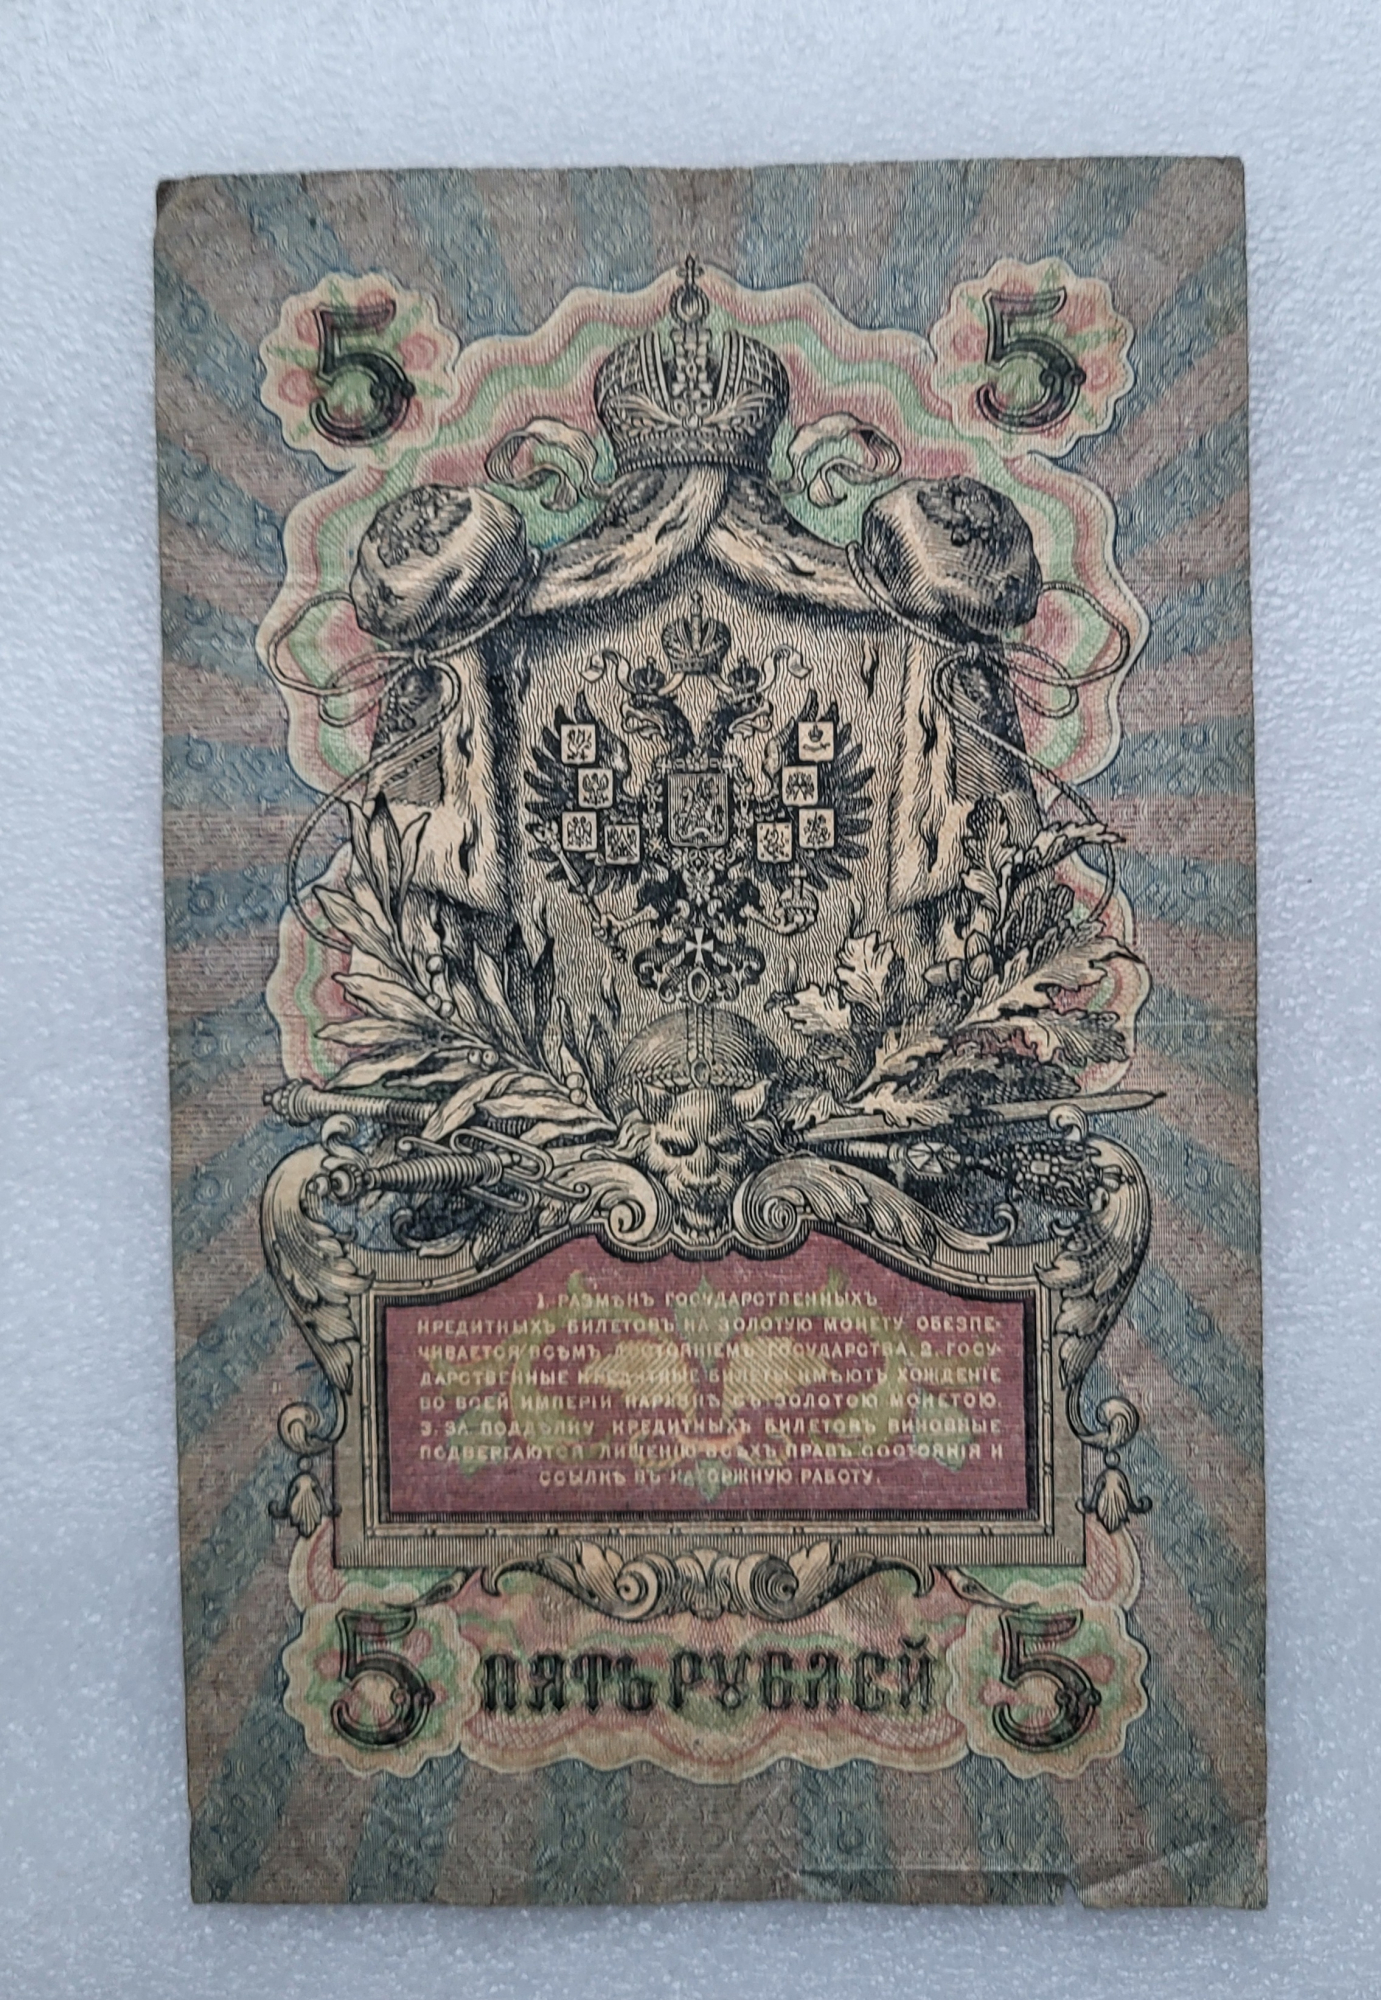 5 5
1. РАЗМѢНЪ ГОСУДАРСТВЕННЫХЪ
КРЕДИТНЫХЪ БИЛЕТОВЪ НА ЗОЛОТУЮ МОНЕТУ ОБЕЗПЕ-
ЧИВАЕТСЯ ВСѢМЪ ДОСТОЯНІЕМЪ ГОСУДАРСТВА. 2. ГОСУ-
ДАРСТВЕННЫЕ КРЕДИТНЫЕ БИЛЕТЫ ИМѢЮТЪ ХОЖДЕНІЕ
ВО ВСЕЙ ИМПЕРІИ НАРАВНѢ СЪ ЗОЛОТОЮ МОНЕТОЮ.
3. ЗА ПОДДѢЛКУ КРЕДИТНЫХЪ БИЛЕТОВЪ ВИНОВНЫЕ
ПОДВЕРГАЮТСЯ ЛИШЕНІЮ ВСѢХЪ ПРАВЪ СОСТОЯНІЯ И
ССЫЛКѢ ВЪ КАТОРЖНУЮ РАБОТУ.
5 ПЯТЬ РУБЛЕЙ 5